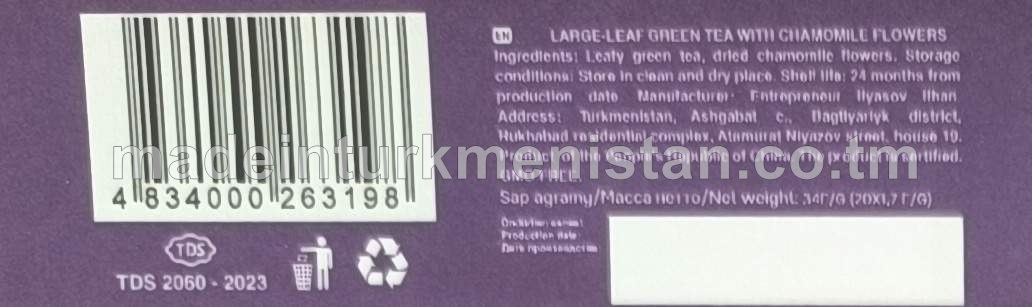 4 834000 263198
TDS
TDS 2060 - 2023
EN LARGE-LEAF GREEN TEA WITH CHAMOMILE FLOWERS
Ingredients: Leafy green tea, dried chamomile flowers. Storage
conditions: Store in clean and dry place. Shelf life: 24 months from
production date Manufacturer: Entrepreneur Ilyasov Ilhan
Address: Turkmenistan, Ashgabat c., Bagtyyarlyk district,
Rukhabad residential complex, Atamurat Niyazov street, house 19.
Product of the People's Republic of China. The product is certified.
GMO FREE.
Sap agramy/Масса нетто/Net weight: 34Г/G (20X1,7 Г/G)
Production date:
madeinturkmenistan.co.tm